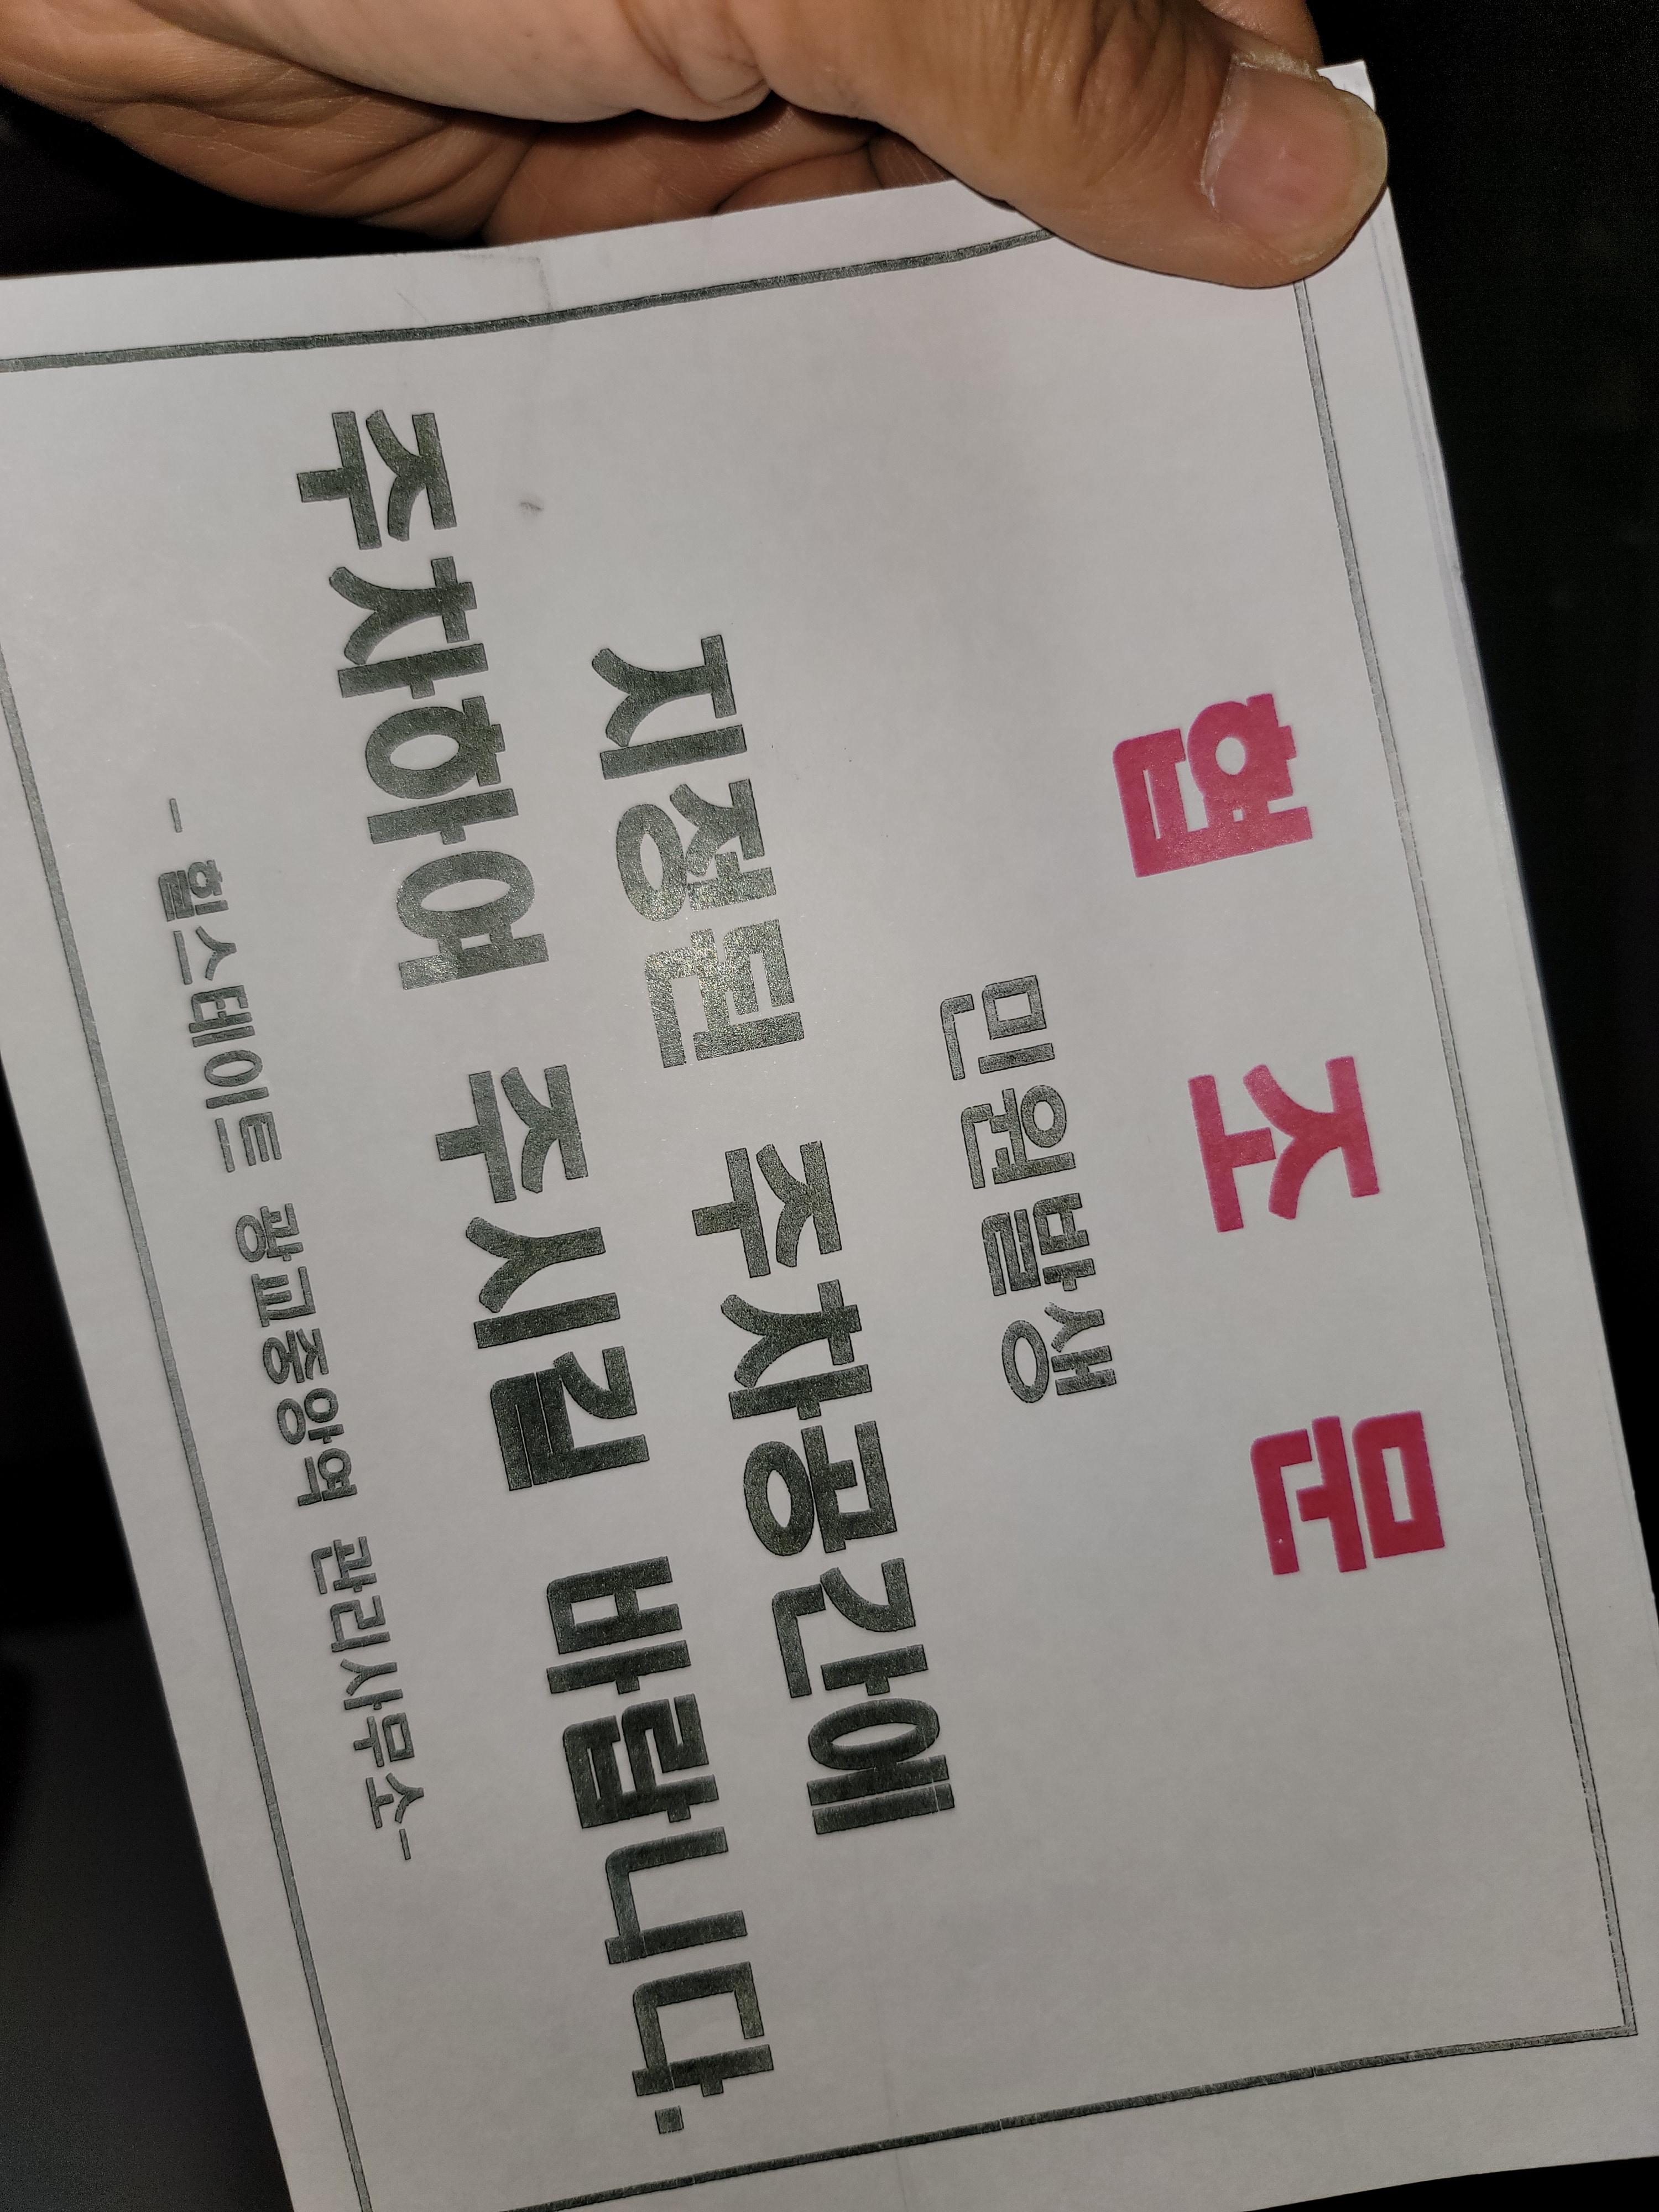 협 조 문
민원발생
지정된 주차공간에
주차하여 주시길 바랍니다.
- 힐스테이트 광교중앙역 관리사무소-